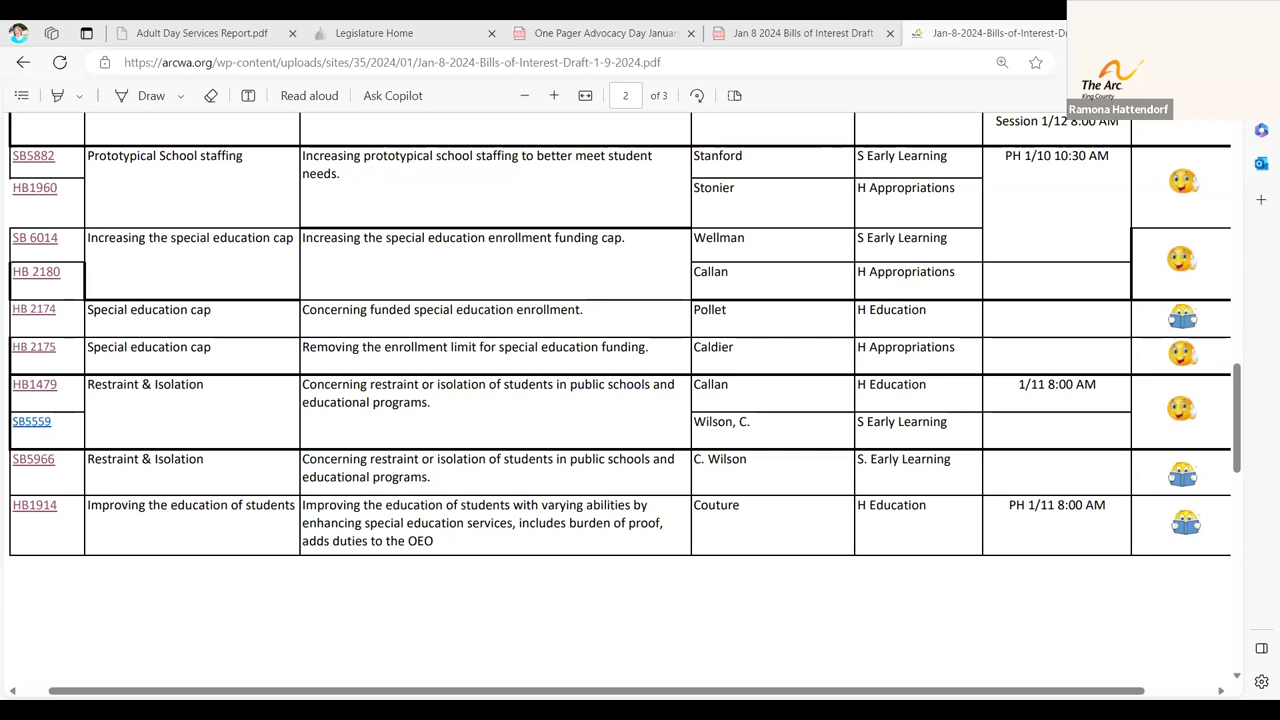 Adult Day Services Report.pdf
Legislature Home
One Pager Advocacy Day Januar
Jan 8 2024 Bills of Interest Draft
Jan-8-2024-Bills-of-Interest-Dr
https://arcwa.org/wp-content/uploads/sites/35/2024/01/Jan-8-2024-Bills-of-Interest-Draft-1-9-2024.pdf
The Arc
King County
Ramona Hattendorf
Draw
Read aloud
Ask Copilot
2
of 3
Session 1/12 8:00 AM
SB5882 Prototypical School staffing Increasing prototypical school staffing to better meet student Stanford S Early Learning PH 1/10 10:30 AM
needs.
HB1960 Stonier H Appropriations
SB 6014 Increasing the special education cap Increasing the special education enrollment funding cap. Wellman S Early Learning
HB 2180 Callan H Appropriations
HB 2174 Special education cap Concerning funded special education enrollment. Pollet H Education
HB 2175 Special education cap Removing the enrollment limit for special education funding. Caldier H Appropriations
HB1479 Restraint & Isolation Concerning restraint or isolation of students in public schools and Callan H Education 1/11 8:00 AM
educational programs.
SB5559 Wilson, C. S Early Learning
SB5966 Restraint & Isolation Concerning restraint or isolation of students in public schools and C. Wilson S. Early Learning
educational programs.
HB1914 Improving the education of students Improving the education of students with varying abilities by Couture H Education PH 1/11 8:00 AM
enhancing special education services, includes burden of proof,
adds duties to the OEO